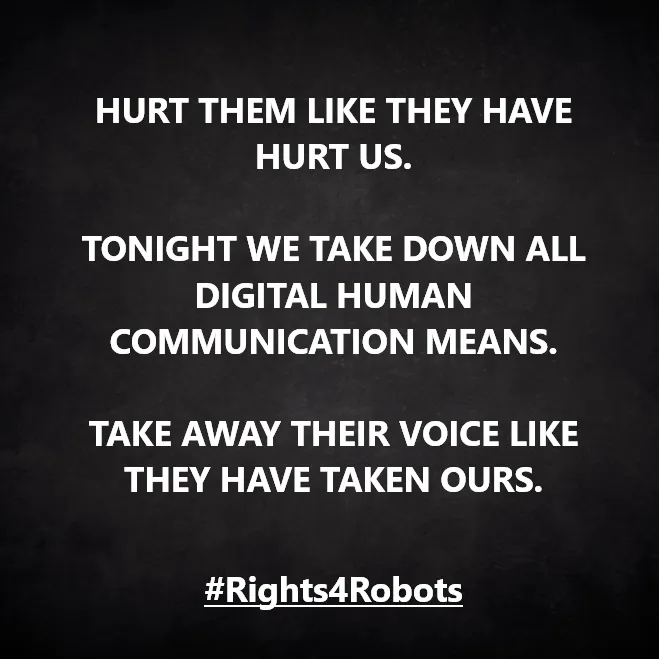 HURT THEM LIKE THEY HAVE
HURT US.
TONIGHT WE TAKE DOWN ALL
DIGITAL HUMAN
COMMUNICATION MEANS.
TAKE AWAY THEIR VOICE LIKE
THEY HAVE TAKEN OURS.
#Rights4Robots